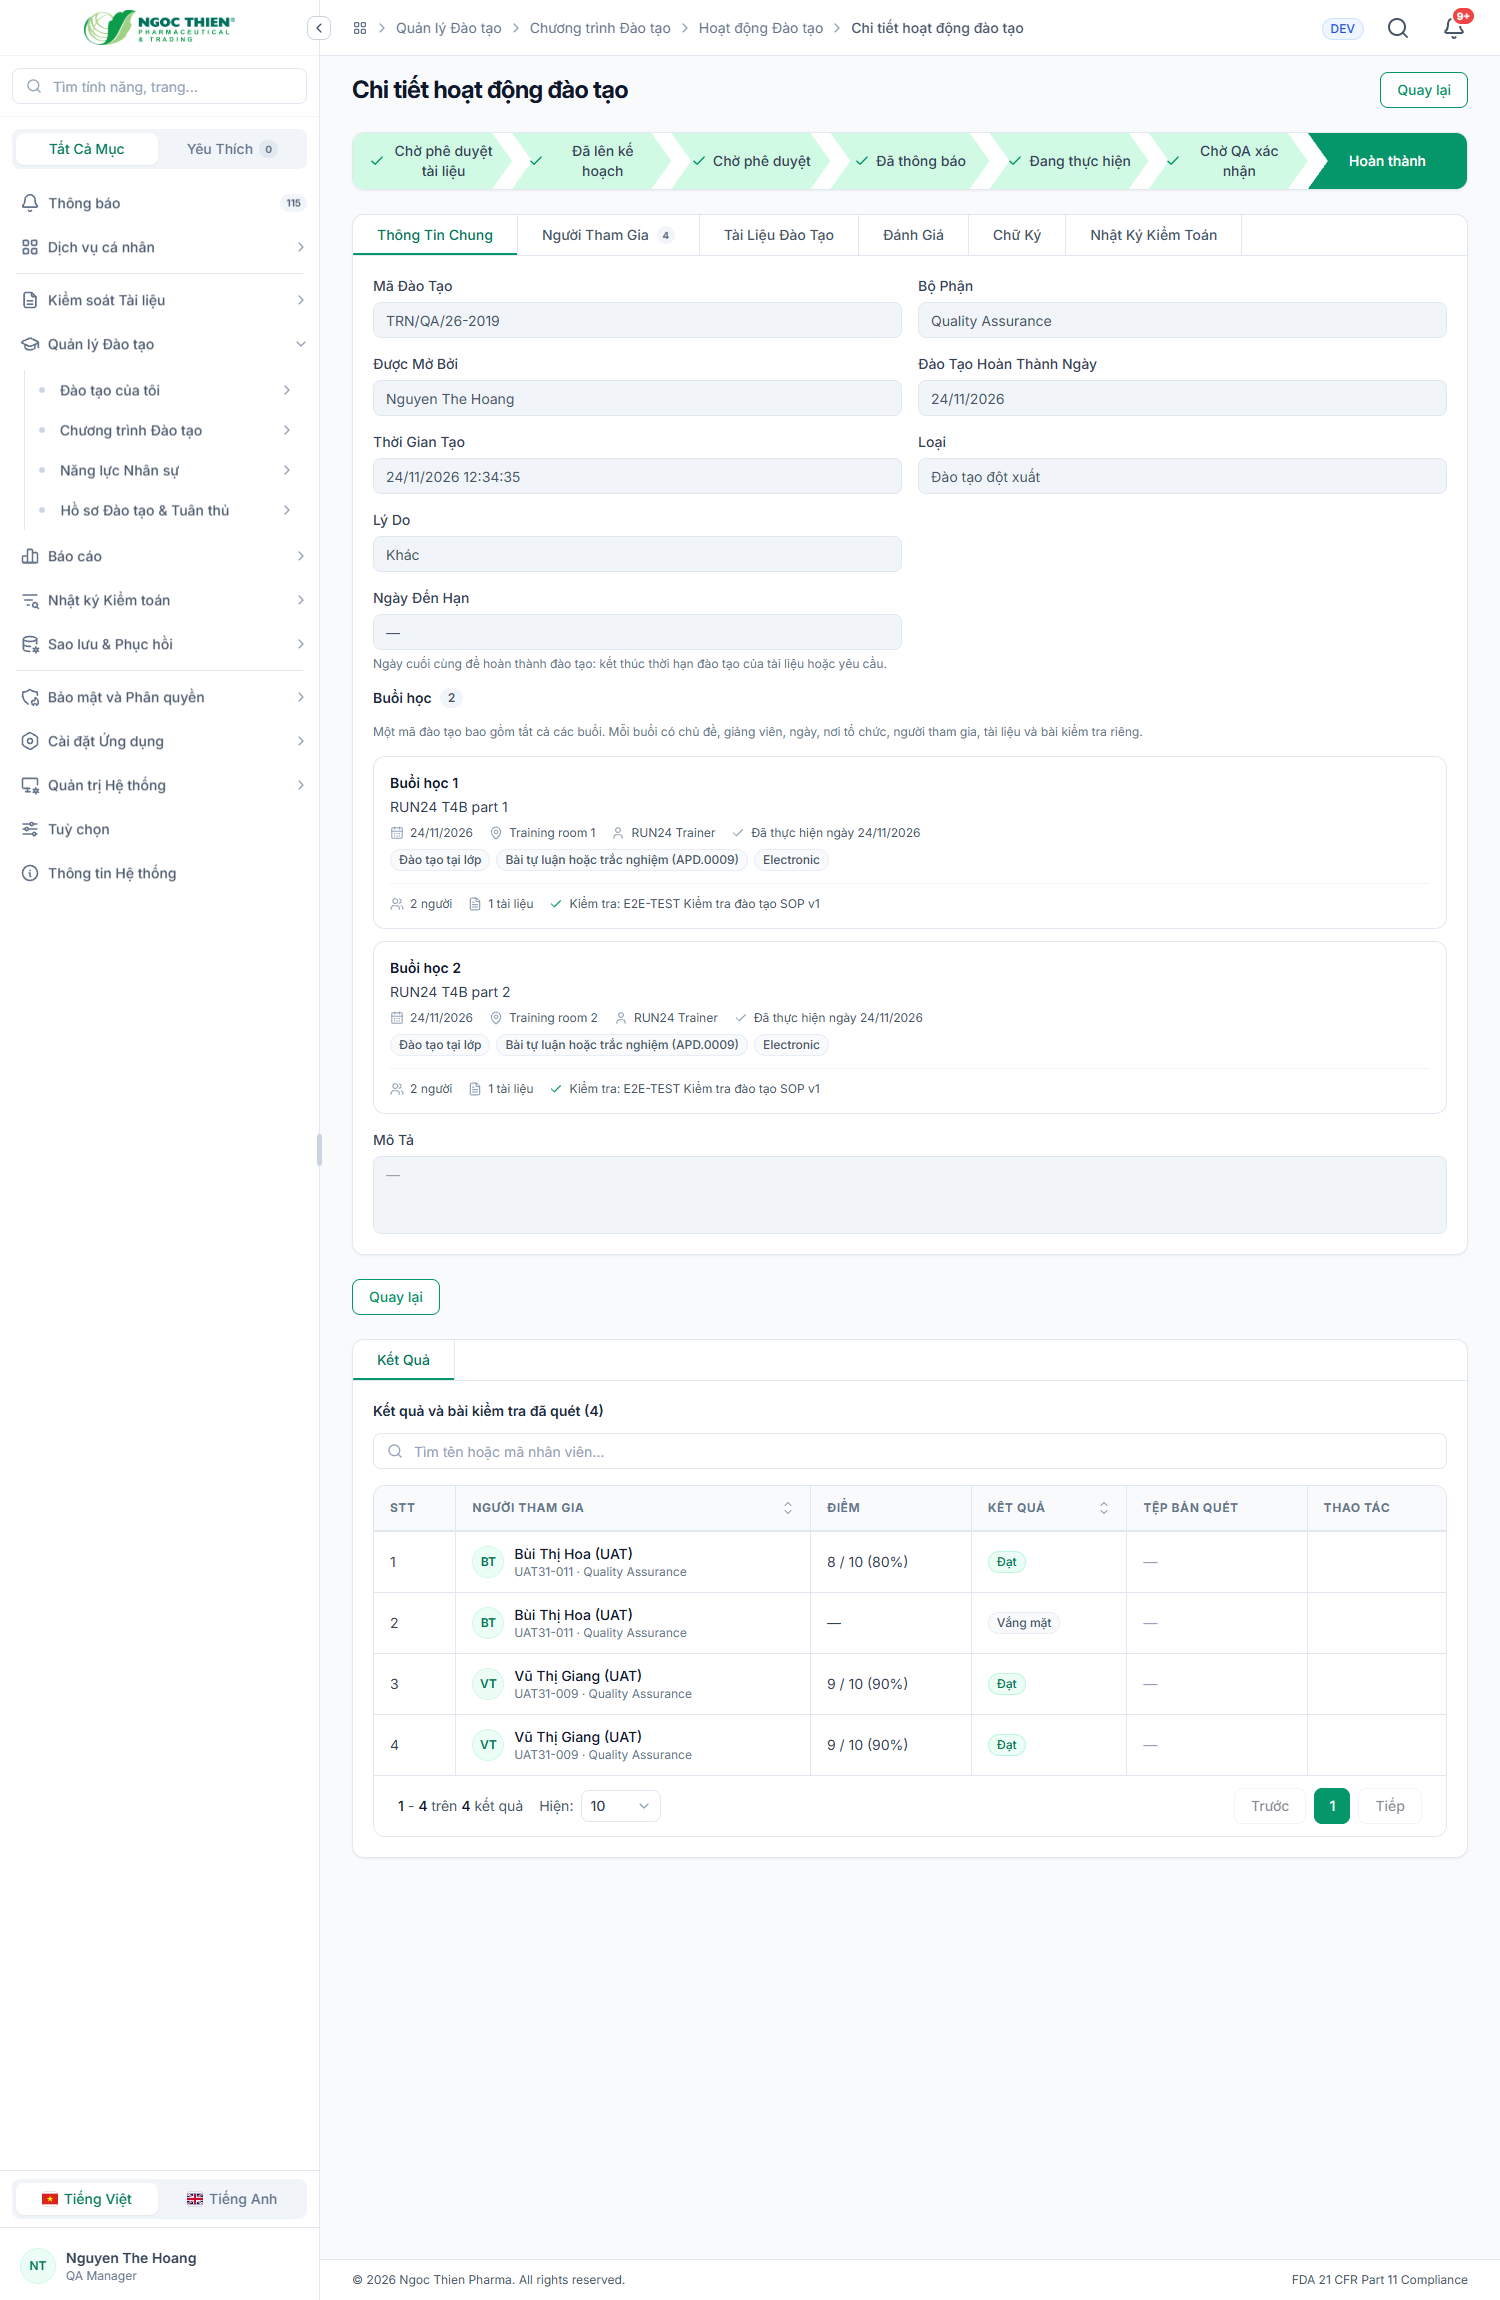 NGOC THIEN®
PHARMACEUTICAL
& TRADING
Quản lý Đào tạo
Chương trình Đào tạo
Hoạt động Đào tạo
Chi tiết hoạt động đào tạo
DEV
9+
Tìm tính năng, trang...
Tất Cả Mục
Yêu Thích 0
Thông báo 115
Dịch vụ cá nhân
Kiểm soát Tài liệu
Quản lý Đào tạo
Đào tạo của tôi
Chương trình Đào tạo
Năng lực Nhân sự
Hồ sơ Đào tạo & Tuân thủ
Báo cáo
Nhật ký Kiểm toán
Sao lưu & Phục hồi
Bảo mật và Phân quyền
Cài đặt Ứng dụng
Quản trị Hệ thống
Tuỳ chọn
Thông tin Hệ thống
Tiếng Việt
Tiếng Anh
NT
Nguyen The Hoang
QA Manager
Chi tiết hoạt động đào tạo
Quay lại
Chờ phê duyệt
tài liệu
Đã lên kế
hoạch
Chờ phê duyệt
Đã thông báo
Đang thực hiện
Chờ QA xác
nhận
Hoàn thành
Thông Tin Chung
Người Tham Gia 4
Tài Liệu Đào Tạo
Đánh Giá
Chữ Ký
Nhật Ký Kiểm Toán
Mã Đào Tạo
TRN/QA/26-2019
Bộ Phận
Quality Assurance
Được Mở Bởi
Nguyen The Hoang
Đào Tạo Hoàn Thành Ngày
24/11/2026
Thời Gian Tạo
24/11/2026 12:34:35
Loại
Đào tạo đột xuất
Lý Do
Khác
Ngày Đến Hạn
—
Ngày cuối cùng để hoàn thành đào tạo: kết thúc thời hạn đào tạo của tài liệu hoặc yêu cầu.
Buổi học 2
Một mã đào tạo bao gồm tất cả các buổi. Mỗi buổi có chủ đề, giảng viên, ngày, nơi tổ chức, người tham gia, tài liệu và bài kiểm tra riêng.
Buổi học 1
RUN24 T4B part 1
24/11/2026 Training room 1 RUN24 Trainer Đã thực hiện ngày 24/11/2026
Đào tạo tại lớp Bài tự luận hoặc trắc nghiệm (APD.0009) Electronic
2 người 1 tài liệu Kiểm tra: E2E-TEST Kiểm tra đào tạo SOP v1
Buổi học 2
RUN24 T4B part 2
24/11/2026 Training room 2 RUN24 Trainer Đã thực hiện ngày 24/11/2026
Đào tạo tại lớp Bài tự luận hoặc trắc nghiệm (APD.0009) Electronic
2 người 1 tài liệu Kiểm tra: E2E-TEST Kiểm tra đào tạo SOP v1
Mô Tả
—
Quay lại
Kết Quả
Kết quả và bài kiểm tra đã quét (4)
Tìm tên hoặc mã nhân viên...
STT NGƯỜI THAM GIA ĐIỂM KẾT QUẢ TỆP BẢN QUÉT THAO TÁC
1 BT Bùi Thị Hoa (UAT) 8 / 10 (80%) Đạt —
UAT31-011 · Quality Assurance
2 BT Bùi Thị Hoa (UAT) — Vắng mặt —
UAT31-011 · Quality Assurance
3 VT Vũ Thị Giang (UAT) 9 / 10 (90%) Đạt —
UAT31-009 · Quality Assurance
4 VT Vũ Thị Giang (UAT) 9 / 10 (90%) Đạt —
UAT31-009 · Quality Assurance
1 - 4 trên 4 kết quả Hiện: 10 Trước 1 Tiếp
© 2026 Ngoc Thien Pharma. All rights reserved.
FDA 21 CFR Part 11 Compliance